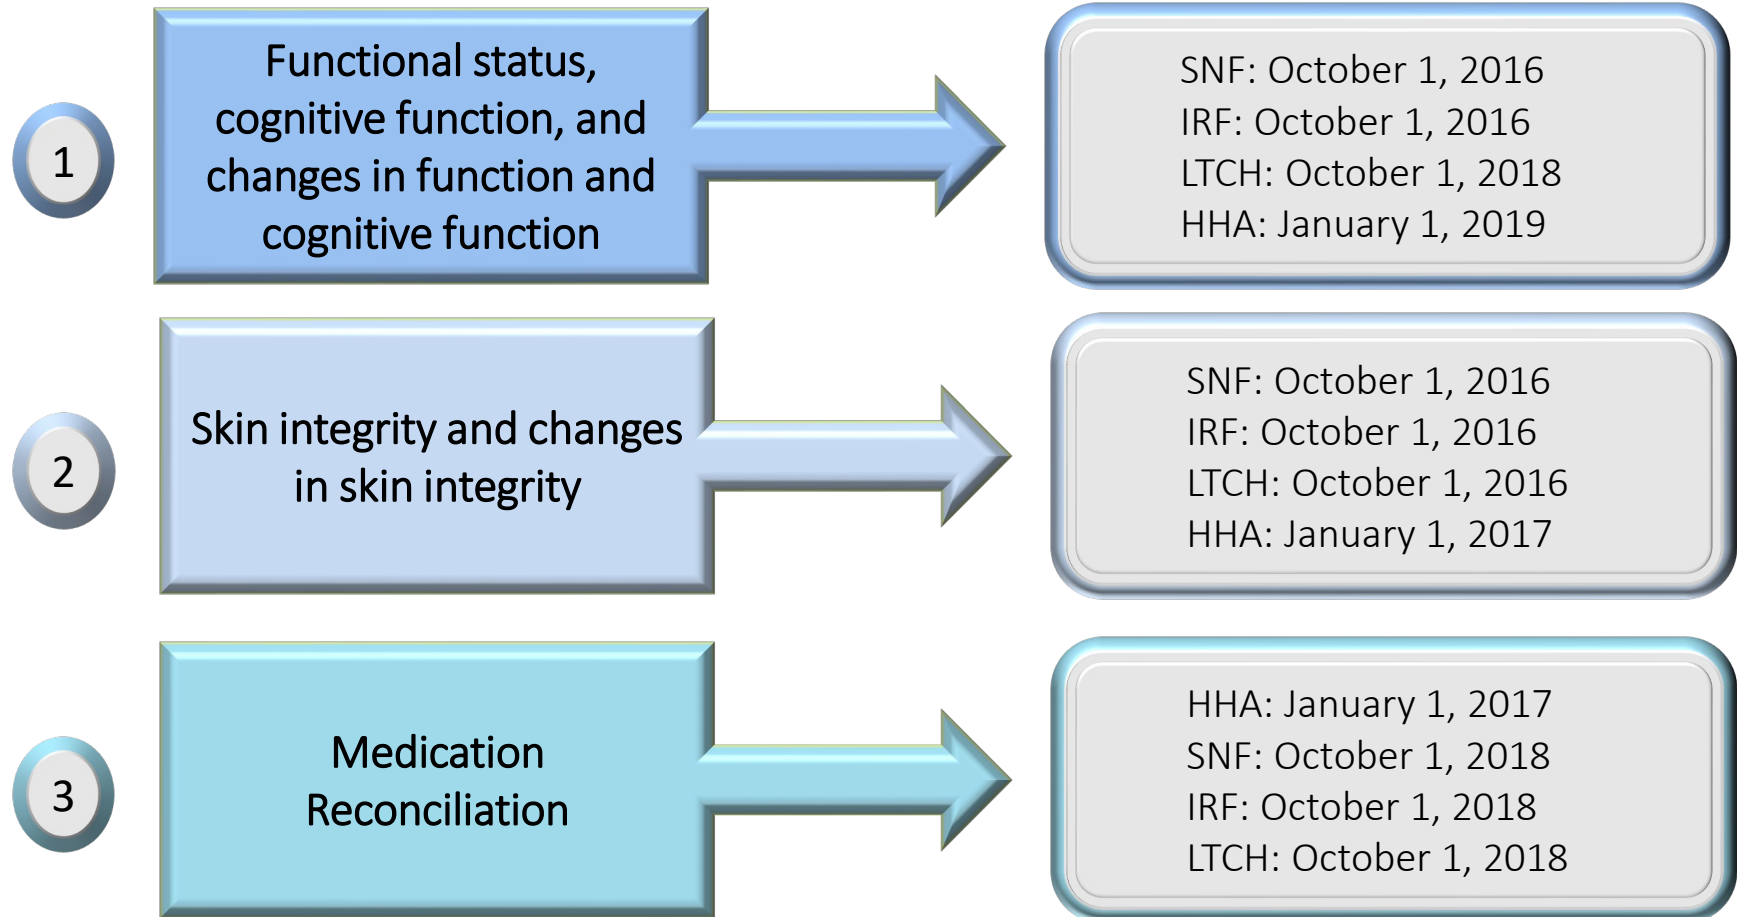 1
Functional status,
cognitive function, and
changes in function and
cognitive function
SNF: October 1, 2016
IRF: October 1, 2016
LTCH: October 1, 2018
HHA: January 1, 2019
2
Skin integrity and changes
in skin integrity
SNF: October 1, 2016
IRF: October 1, 2016
LTCH: October 1, 2016
HHA: January 1, 2017
3
Medication
Reconciliation
HHA: January 1, 2017
SNF: October 1, 2018
IRF: October 1, 2018
LTCH: October 1, 2018